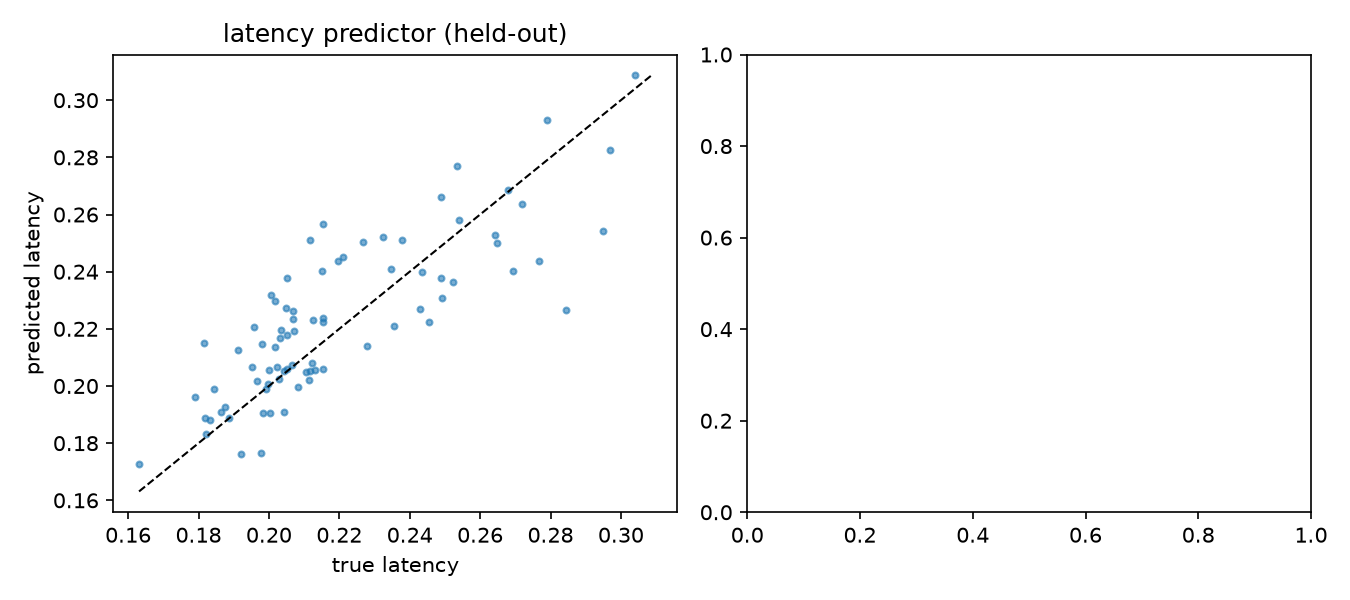 latency predictor (held-out)
predicted latency
0.30
0.28
0.26
0.24
0.22
0.20
0.18
0.16
0.16 0.18 0.20 0.22 0.24 0.26 0.28 0.30
true latency
1.0
0.8
0.6
0.4
0.2
0.0
0.0 0.2 0.4 0.6 0.8 1.0